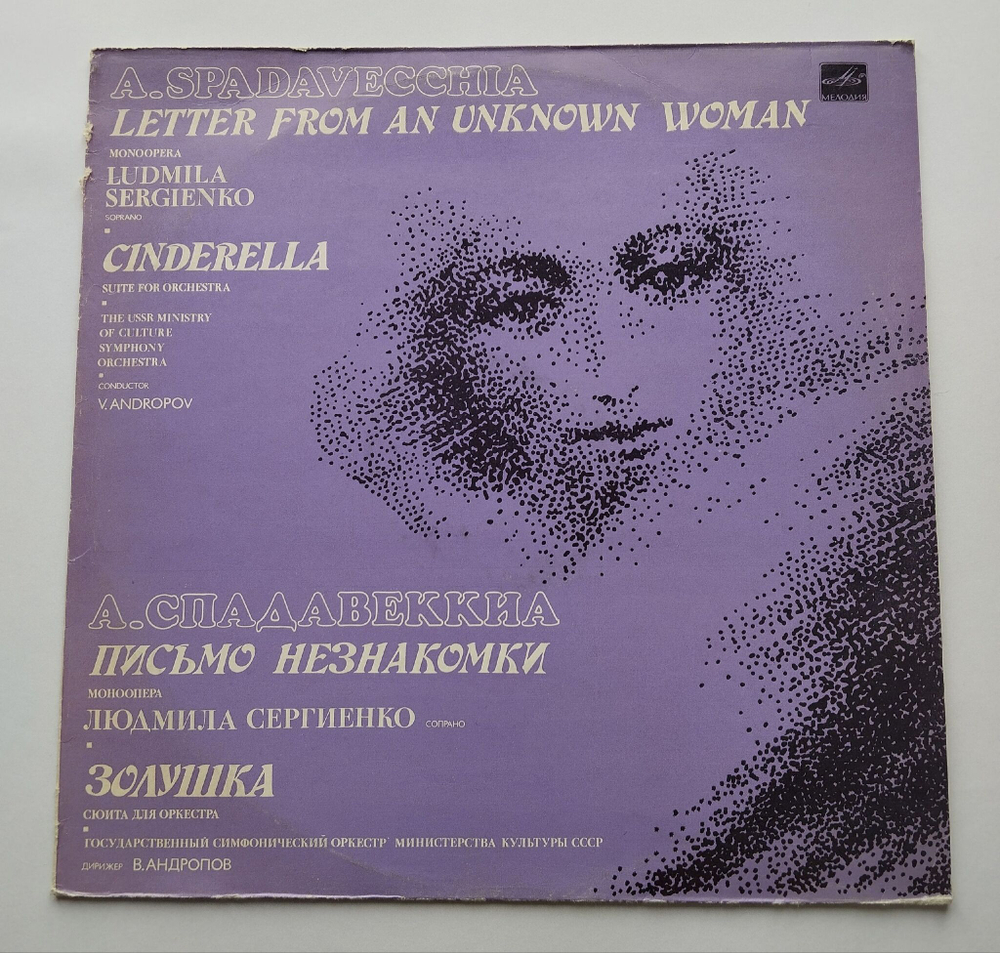 A.SPADAVECCHIA
МЕЛОДИЯ
LETTER FROM AN UNKNOWN WOMAN
MONOOPERA
LUDMILA
SERGIENKO
SOPRANO
CINDERELLA
SUITE FOR ORCHESTRA
THE USSR MINISTRY
OF CULTURE
SYMPHONY
ORCHESTRA
CONDUCTOR
V. ANDROPOV
А.СПАДАВЕККИА
ПИСЬМО НЕЗНАКОМКИ
МОНООПЕРА
ЛЮДМИЛА СЕРГИЕНКО СОПРАНО
ЗОЛУШКА
СЮИТА ДЛЯ ОРКЕСТРА
ГОСУДАРСТВЕННЫЙ СИМФОНИЧЕСКИЙ ОРКЕСТР МИНИСТЕРСТВА КУЛЬТУРЫ СССР
ДИРИЖЕР В.АНДРОПОВ